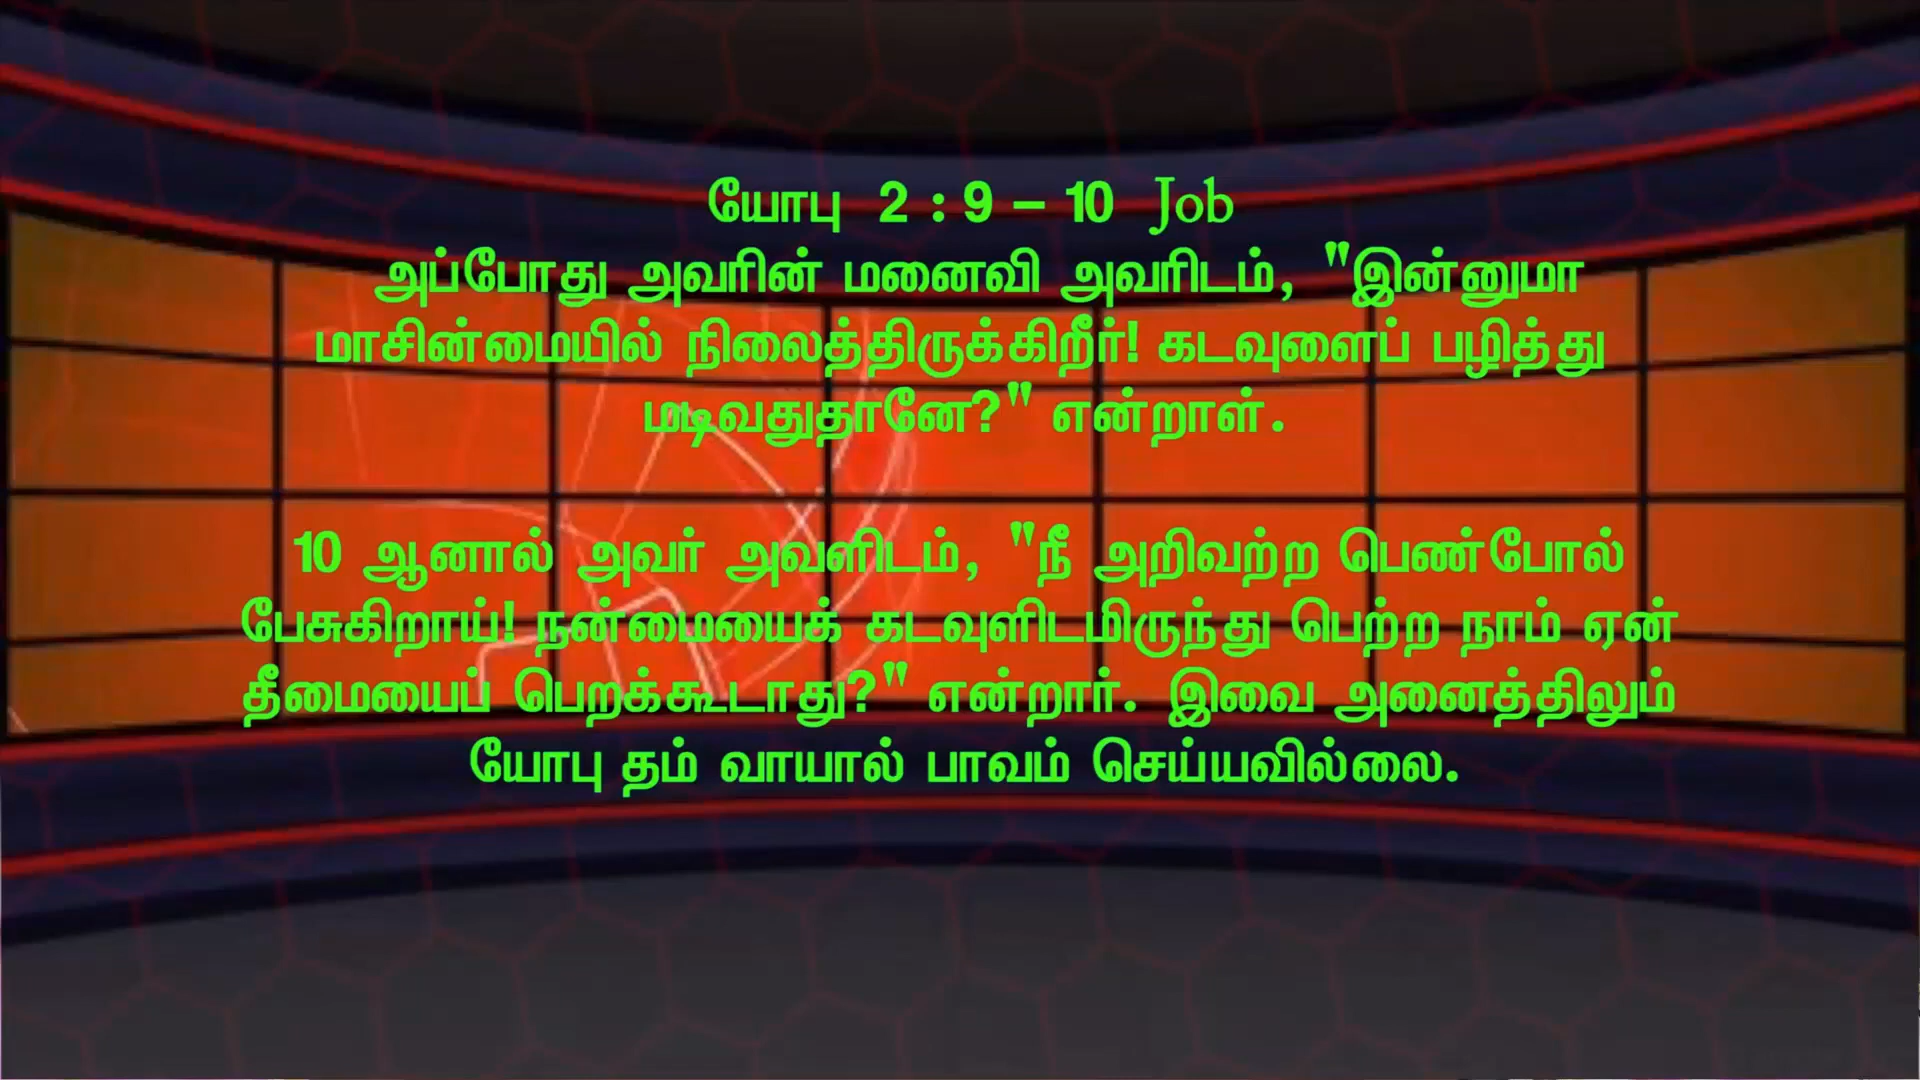 யோபு 2 : 9 – 10 Job
அப்போது அவரின் மனைவி அவரிடம், "இன்னுமா
மாசின்மையில் நிலைத்திருக்கிறீர்! கடவுளைப் பழித்து
மடிவதுதானே?" என்றாள்.
10 ஆனால் அவர் அவளிடம், "நீ அறிவற்ற பெண்போல்
பேசுகிறாய்! நன்மையைக் கடவுளிடமிருந்து பெற்ற நாம் ஏன்
தீமையைப் பெறக்கூடாது?" என்றார். இவை அனைத்திலும்
யோபு தம் வாயால் பாவம் செய்யவில்லை.